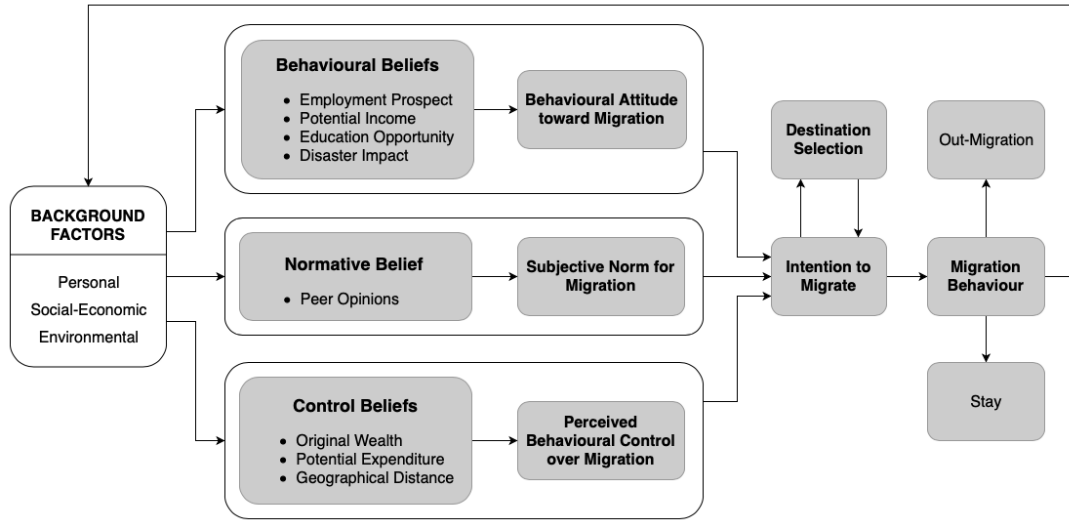 BACKGROUND
FACTORS
Personal
Social-Economic
Environmental
Behavioural Beliefs
• Employment Prospect
• Potential Income
• Education Opportunity
• Disaster Impact
Behavioural Attitude
toward Migration
Normative Belief
• Peer Opinions
Subjective Norm for
Migration
Control Beliefs
• Original Wealth
• Potential Expenditure
• Geographical Distance
Perceived
Behavioural Control
over Migration
Destination
Selection
Intention to
Migrate
Out-Migration
Migration
Behaviour
Stay